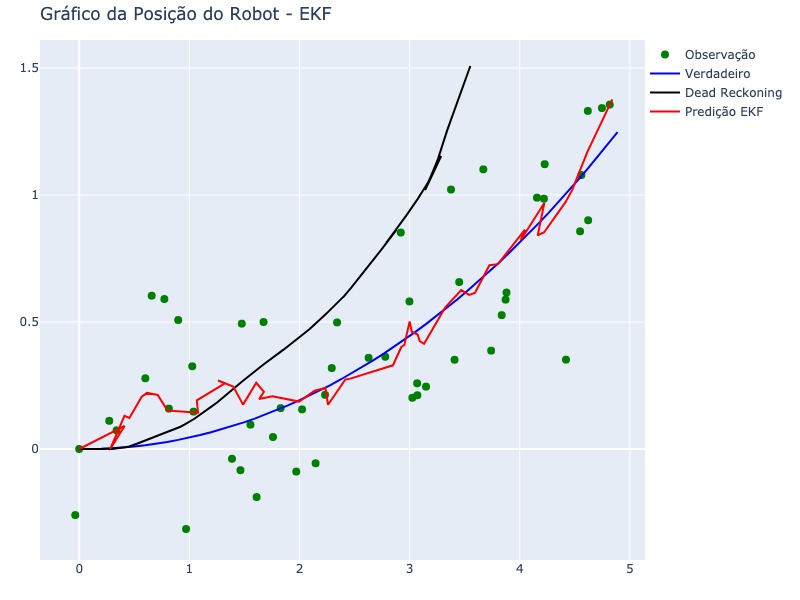 Gráfico da Posição do Robot - EKF
Observação
Verdadeiro
Dead Reckoning
Predição EKF
1.5
1
0.5
0
0 1 2 3 4 5